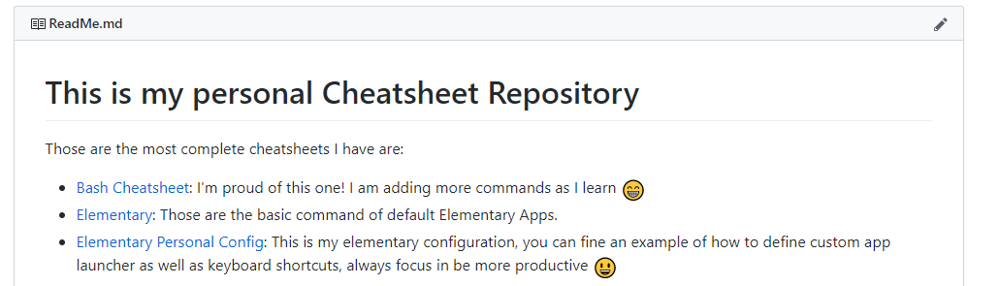 ReadMe.md
This is my personal Cheatsheet Repository
Those are the most complete cheatsheets I have are:
Bash Cheatsheet: I'm proud of this one! I am adding more commands as I learn 😁
Elementary: Those are the basic command of default Elementary Apps.
Elementary Personal Config: This is my elementary configuration, you can fine an example of how to define custom app
launcher as well as keyboard shortcuts, always focus in be more productive 😃